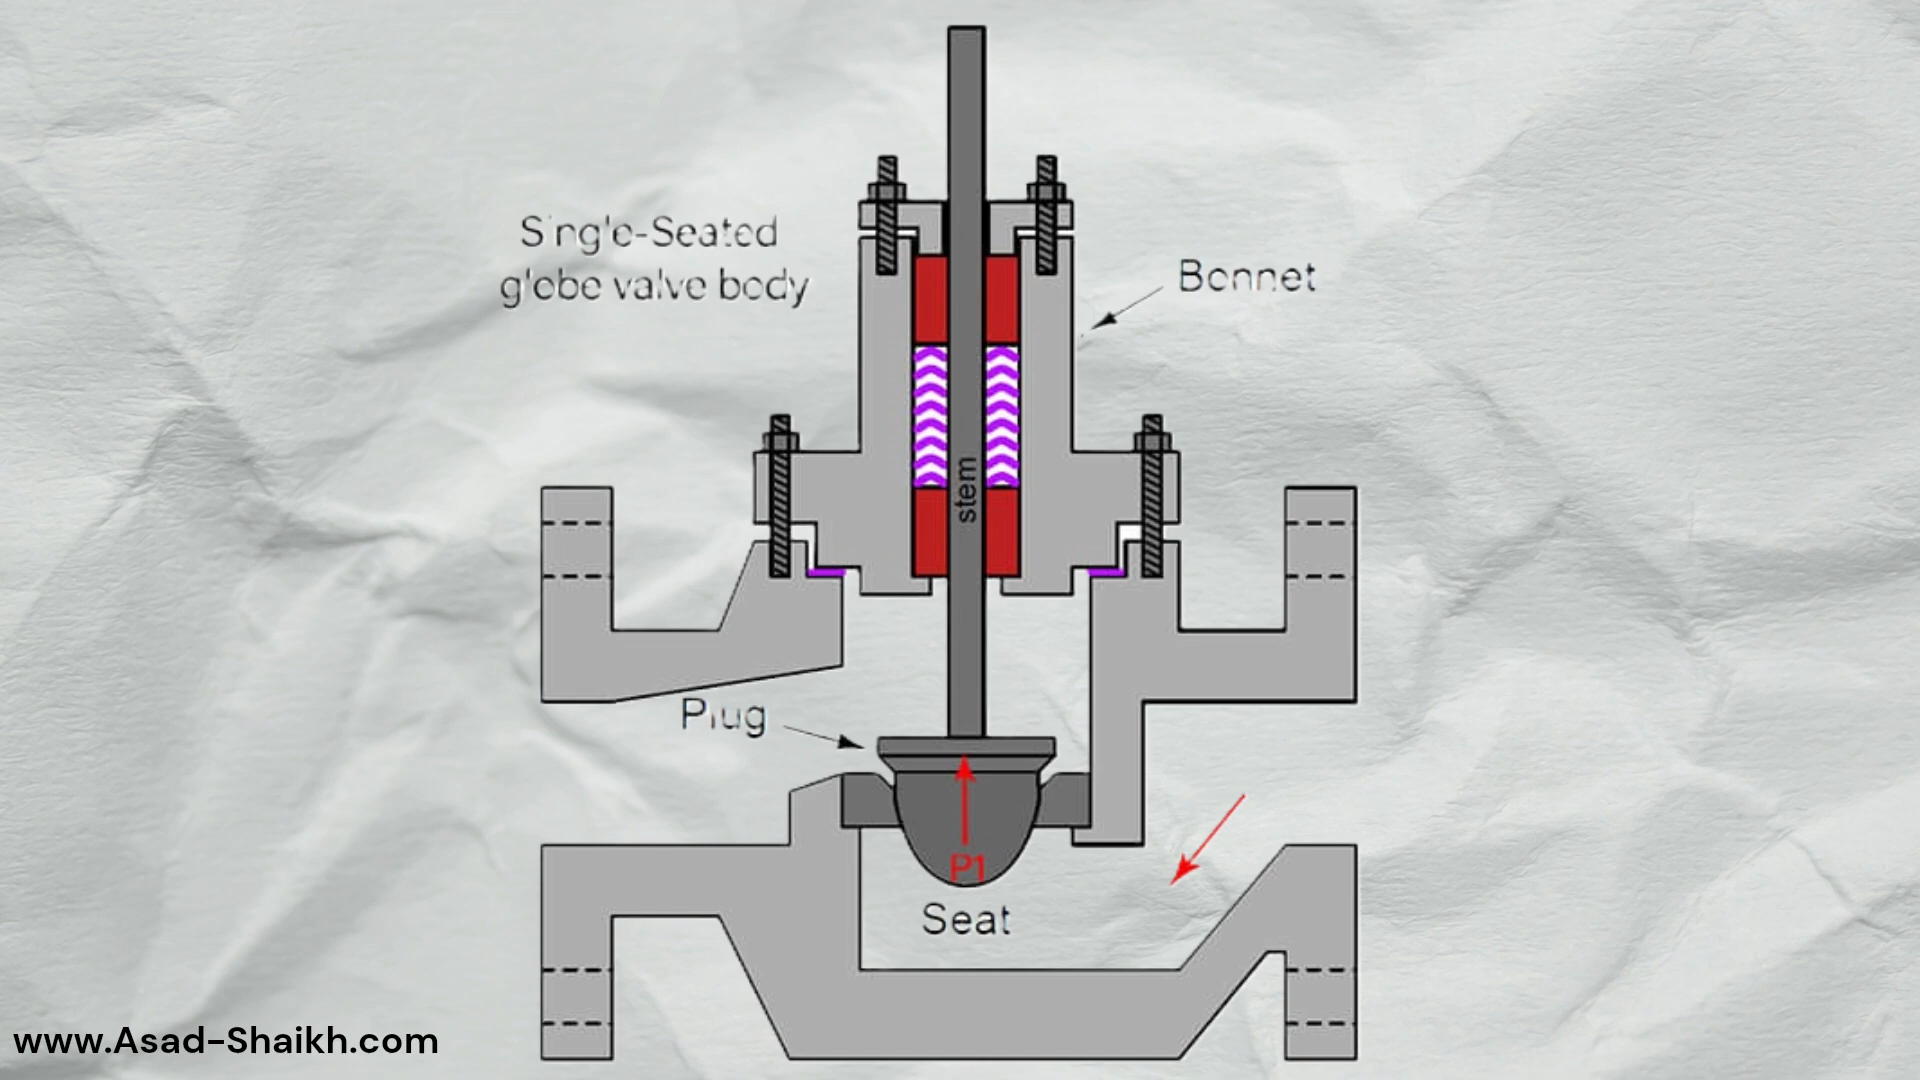 Single-Seated
globe valve body
Bonnet
stem
Plug
P1
Seat
www.Asad-Shaikh.com